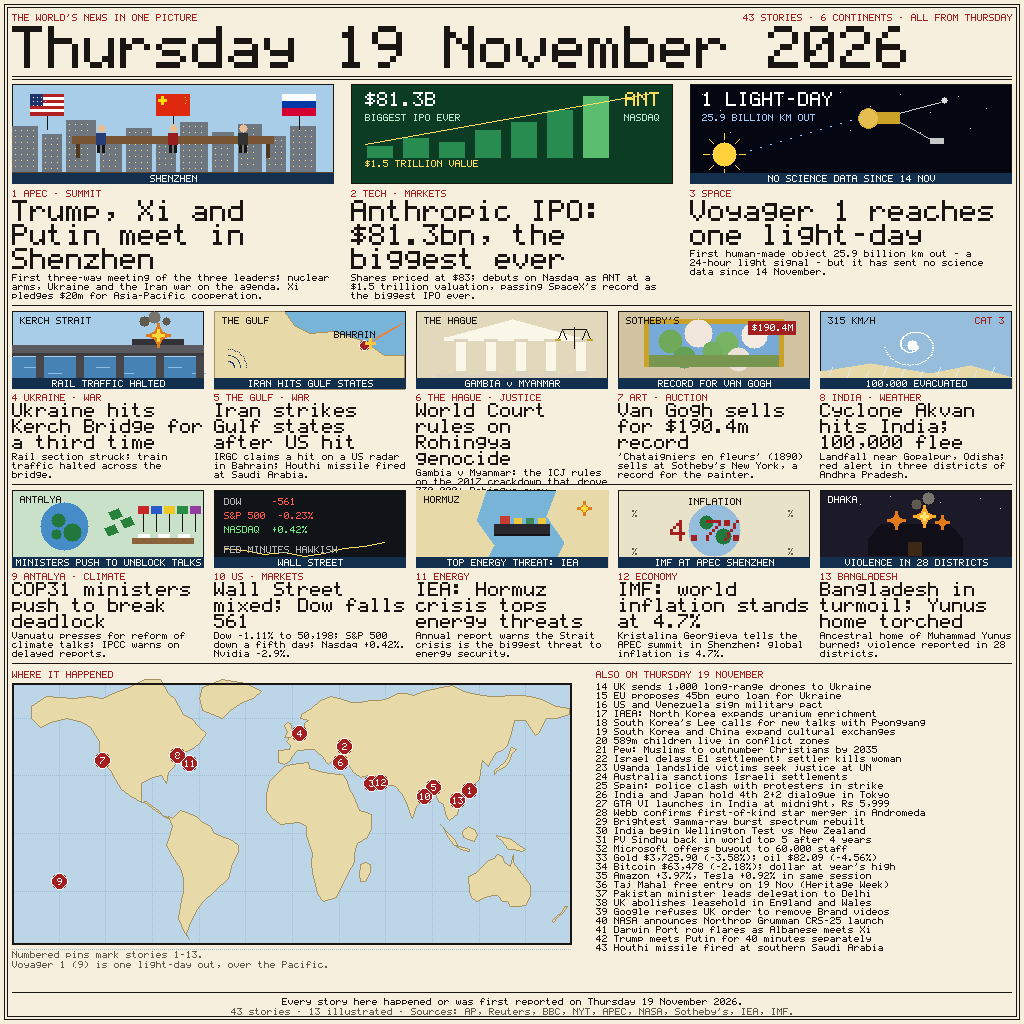 THE WORLD'S NEWS IN ONE PICTURE
43 STORIES · 6 CONTINENTS · ALL FROM THURSDAY
Thursday 19 November 2026
SHENZHEN
1 APEC · SUMMIT
Trump, Xi and
Putin meet in
Shenzhen
First three-way meeting of the three leaders; nuclear
arms, Ukraine and the Iran war on the agenda. Xi
pledges $20m for Asia-Pacific cooperation.
$81.3B
ANT
BIGGEST IPO EVER
NASDAQ
$1.5 TRILLION VALUE
2 TECH · MARKETS
Anthropic IPO:
$81.3bn, the
biggest ever
Shares priced at $83; debuts on Nasdaq as ANT at a
$1.5 trillion valuation, passing SpaceX's record as
the biggest IPO ever.
1 LIGHT-DAY
25.9 BILLION KM OUT
NO SCIENCE DATA SINCE 14 NOV
3 SPACE
Voyager 1 reaches
one light-day
First human-made object 25.9 billion km out - a
24-hour light signal - but it has sent no science
data since 14 November.
KERCH STRAIT
RAIL TRAFFIC HALTED
4 UKRAINE · WAR
Ukraine hits
Kerch Bridge for
a third time
Rail section struck; train
traffic halted across the
bridge.
THE GULF
BAHRAIN
IRAN HITS GULF STATES
5 THE GULF · WAR
Iran strikes
Gulf states
after US hit
IRGC claims a hit on a US radar
in Bahrain; Houthi missile fired
at Saudi Arabia.
THE HAGUE
GAMBIA v MYANMAR
6 THE HAGUE · JUSTICE
World Court
rules on
Rohingya
genocide
Gambia v Myanmar: the ICJ rules
on the 2017 crackdown that drove
SOTHEBY'S
$190.4M
RECORD FOR VAN GOGH
7 ART · AUCTION
Van Gogh sells
for $190.4m
record
'Chataigniers en fleurs' (1890)
sells at Sotheby's New York, a
record for the painter.
315 KM/H
CAT 3
100,000 EVACUATED
8 INDIA · WEATHER
Cyclone Akvan
hits India;
100,000 flee
Landfall near Gopalpur, Odisha;
red alert in three districts of
Andhra Pradesh.
ANTALYA
MINISTERS PUSH TO UNBLOCK TALKS
9 ANTALYA · CLIMATE
COP31 ministers
push to break
deadlock
Vanuatu presses for reform of
climate talks; IPCC warns on
delayed reports.
DOW -561
S&P 500 -0.23%
NASDAQ +0.42%
FED MINUTES HAWKISH
WALL STREET
10 US · MARKETS
Wall Street
mixed; Dow falls
561
Dow -1.11% to 50,198; S&P 500
down a fifth day; Nasdaq +0.42%.
Nvidia -2.9%.
HORMUZ
TOP ENERGY THREAT: IEA
11 ENERGY
IEA: Hormuz
crisis tops
energy threats
Annual report warns the Strait
crisis is the biggest threat to
energy security.
INFLATION
% %
4.7%
% %
IMF AT APEC SHENZHEN
12 ECONOMY
IMF: world
inflation stands
at 4.7%
Kristalina Georgieva tells the
APEC summit in Shenzhen; global
inflation is 4.7%.
DHAKA
VIOLENCE IN 28 DISTRICTS
13 BANGLADESH
Bangladesh in
turmoil; Yunus
home torched
Ancestral home of Muhammad Yunus
burned; violence reported in 28
districts.
WHERE IT HAPPENED
4
2
8
7
11
6
12
5
10
1
13
9
Numbered pins mark stories 1-13.
Voyager 1 (9) is one light-day out, over the Pacific.
ALSO ON THURSDAY 19 NOVEMBER
14 UK sends 1,000 long-range drones to Ukraine
15 EU proposes 45bn euro loan for Ukraine
16 US and Venezuela sign military pact
17 IAEA: North Korea expands uranium enrichment
18 South Korea's Lee calls for new talks with Pyongyang
19 South Korea and China expand cultural exchanges
20 589m children live in conflict zones
21 Pew: Muslims to outnumber Christians by 2035
22 Israel delays E1 settlement; settler kills woman
23 Uganda landslide victims seek justice at UN
24 Australia sanctions Israeli settlements
25 Spain: police clash with protesters in strike
26 India and Japan hold 4th 2+2 dialogue in Tokyo
27 GTA VI launches in India at midnight, Rs 5,999
28 Webb confirms first-of-kind star merger in Andromeda
29 Brightest gamma-ray burst spectrum rebuilt
30 India begin Wellington Test vs New Zealand
31 PV Sindhu back in world top 5 after 4 years
32 Microsoft offers buyout to 60,000 staff
33 Gold $3,725.90 (-3.58%); oil $82.09 (-4.56%)
34 Bitcoin $63,478 (-2.18%); dollar at year's high
35 Amazon +3.97%, Tesla +0.92% in same session
36 Taj Mahal free entry on 19 Nov (Heritage Week)
37 Pakistan minister leads delegation to Delhi
38 UK abolishes leasehold in England and Wales
39 Google refuses UK order to remove Brand videos
40 NASA announces Northrop Grumman CRS-25 launch
41 Darwin Port row flares as Albanese meets Xi
42 Trump meets Putin for 40 minutes separately
43 Houthi missile fired at southern Saudi Arabia
Every story here happened or was first reported on Thursday 19 November 2026.
43 stories · 13 illustrated · Sources: AP, Reuters, BBC, NYT, APEC, NASA, Sotheby's, IEA, IMF.